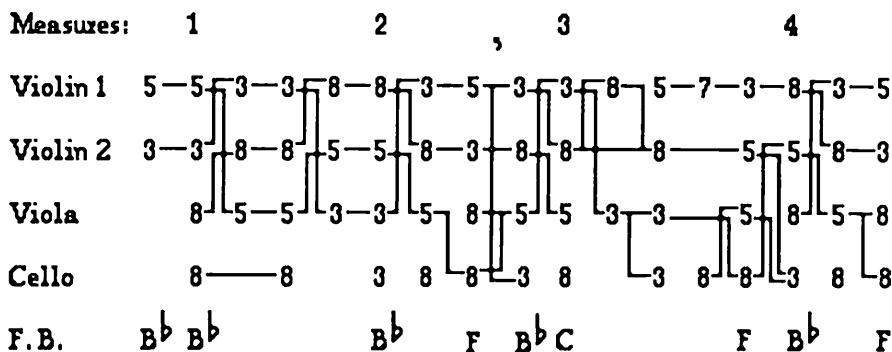 Measures: 1 2 , 3 4
Violin 1 5 5 3 3 8 8 3 5 3 3 8 5 7 3 8 3 5
Violin 2 3 3 8 8 5 5 8 3 8 8 8 5 5 8 3
Viola 8 5 5 3 3 5 8 5 5 3 3 5 8 5 8
Cello 8 8 3 8 8 3 8 3 8 8 3 8 8
F.B. B♭ B♭ B♭ F B♭ C F B♭ F